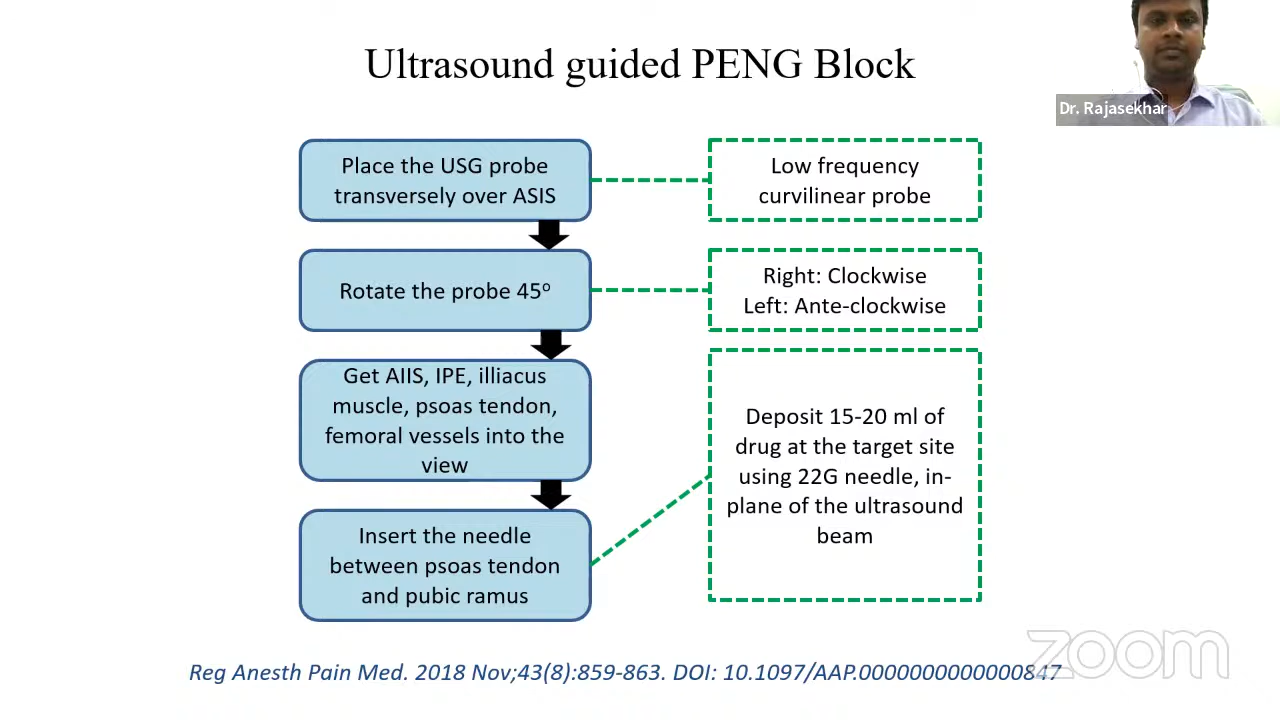 Ultrasound guided PENG Block
Dr. Rajasekhar
Place the USG probe
transversely over ASIS
Low frequency
curvilinear probe
Rotate the probe 45°
Right: Clockwise
Left: Ante-clockwise
Get AIIS, IPE, illiacus
muscle, psoas tendon,
femoral vessels into the
view
Deposit 15-20 ml of
drug at the target site
using 22G needle, in-
plane of the ultrasound
beam
Insert the needle
between psoas tendon
and pubic ramus
zoom
Reg Anesth Pain Med. 2018 Nov;43(8):859-863. DOI: 10.1097/AAP.0000000000000847